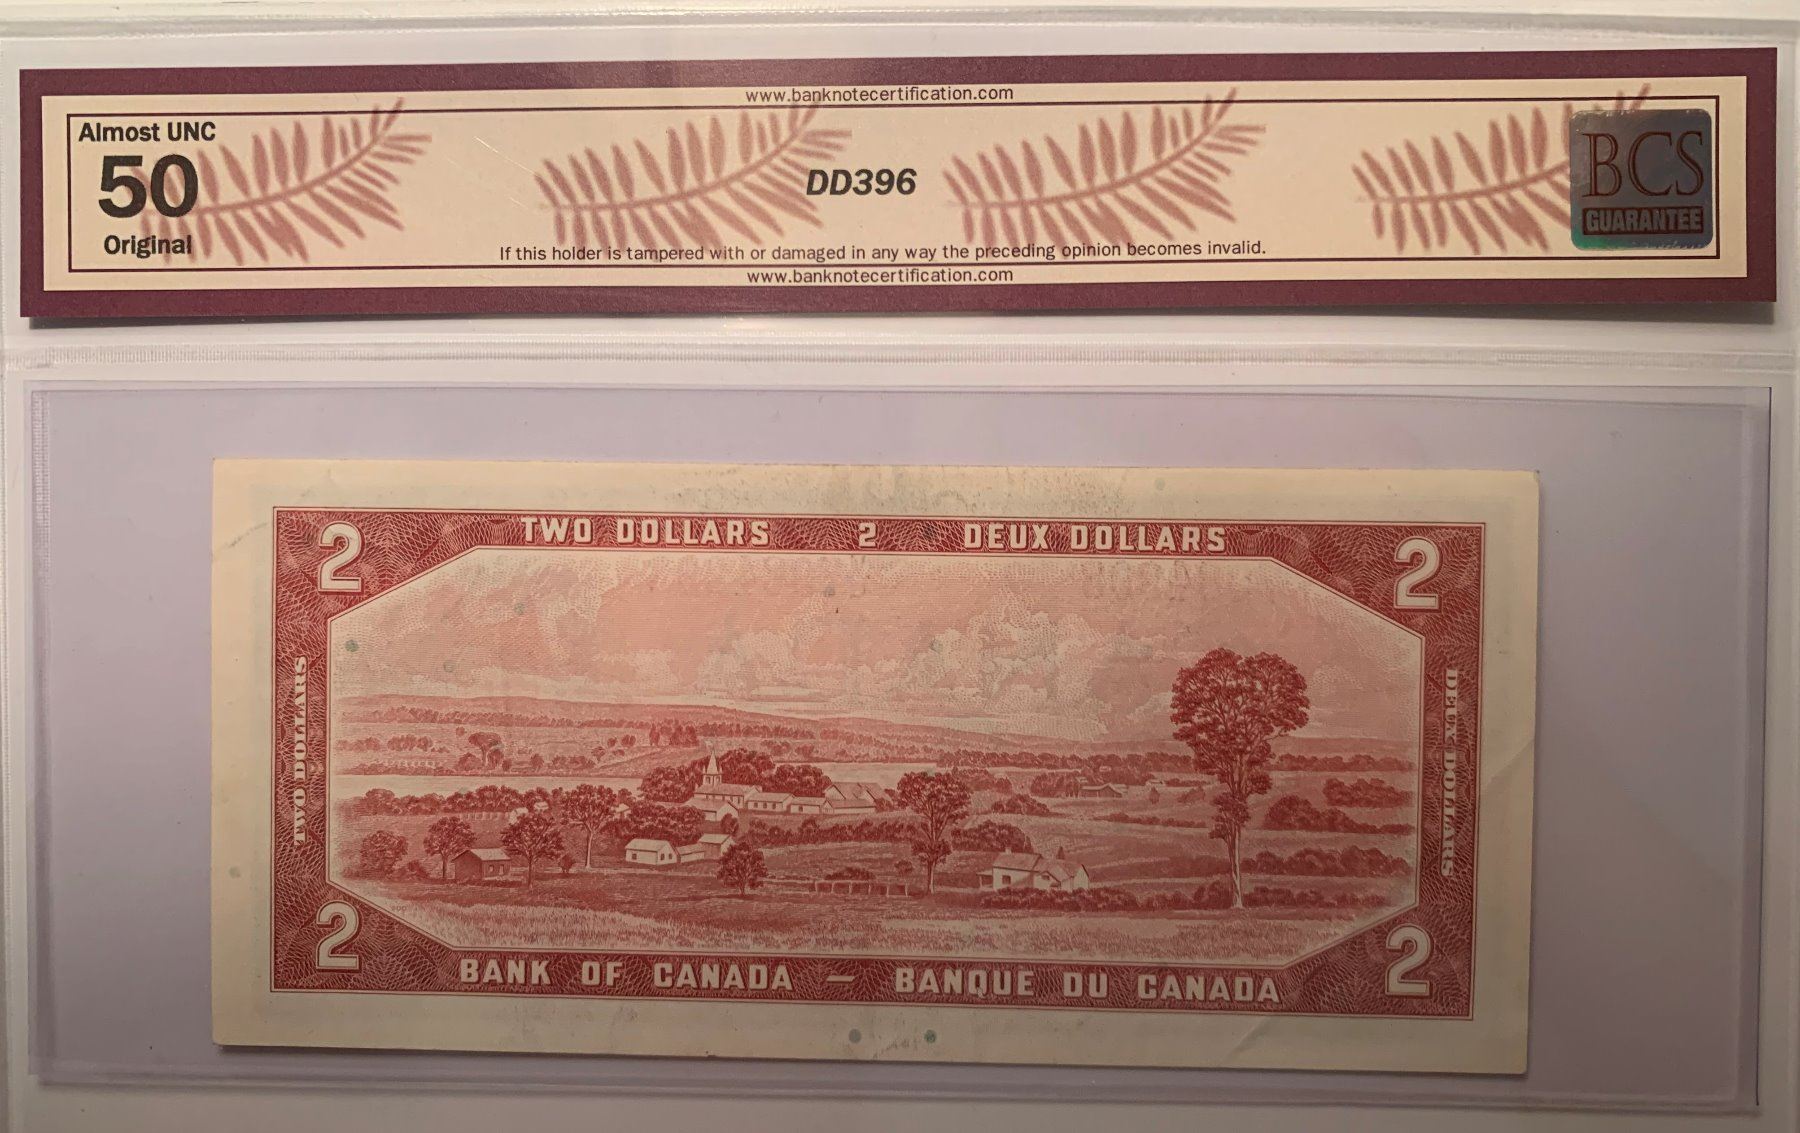 www.banknotecertification.com
Almost UNC
50
Original
DD396
BCS
GUARANTEE
If this holder is tampered with or damaged in any way the preceding opinion becomes invalid.
www.banknotecertification.com
2 TWO DOLLARS 2 DEUX DOLLARS 2
TWO DOLLARS
DEUX DOLLARS
2 BANK OF CANADA — BANQUE DU CANADA 2